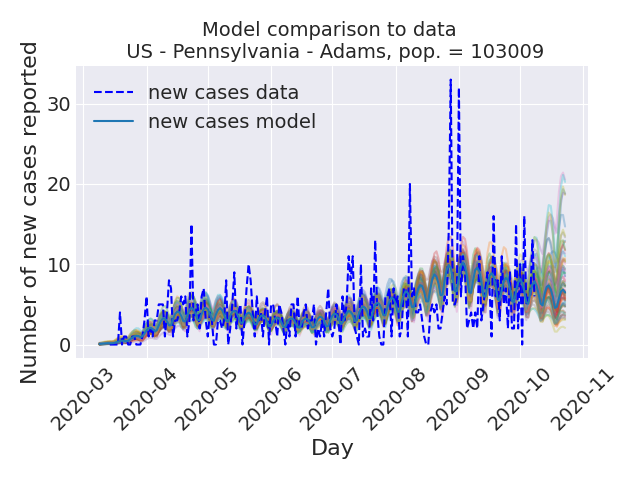 Model comparison to data
US - Pennsylvania - Adams, pop. = 103009
Number of new cases reported
30
20
10
0
new cases data
new cases model
2020-03
2020-04
2020-05
2020-06
2020-07
2020-08
2020-09
2020-10
2020-11
Day